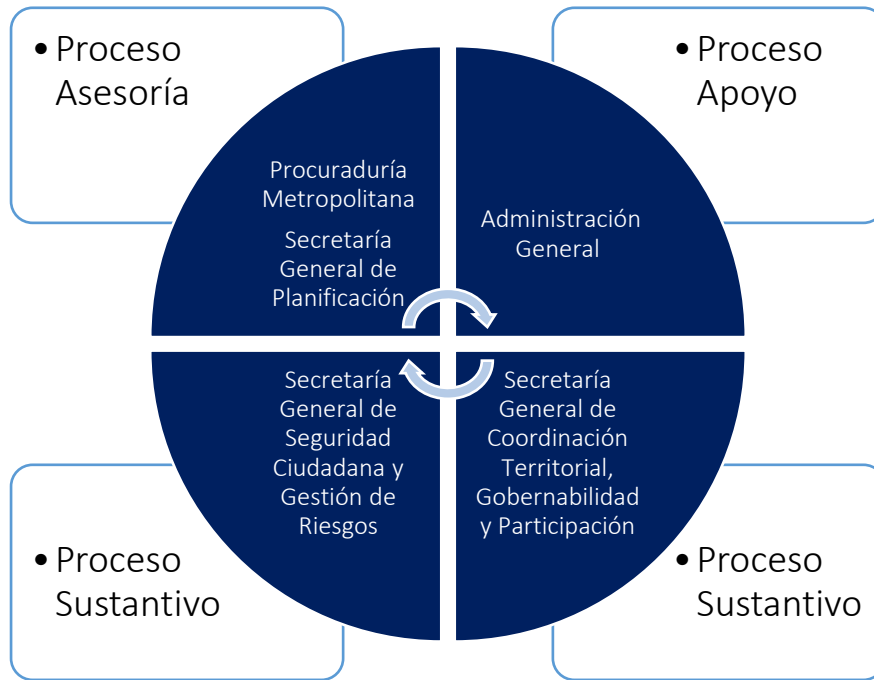 • Proceso
Asesoría
• Proceso
Apoyo
Procuraduría
Metropolitana
Secretaría
General de
Planificación
Administración
General
Secretaría
General de
Seguridad
Ciudadana y
Gestión de
Riesgos
Secretaría
General de
Coordinación
Territorial,
Gobernabilidad
y Participación
• Proceso
Sustantivo
• Proceso
Sustantivo